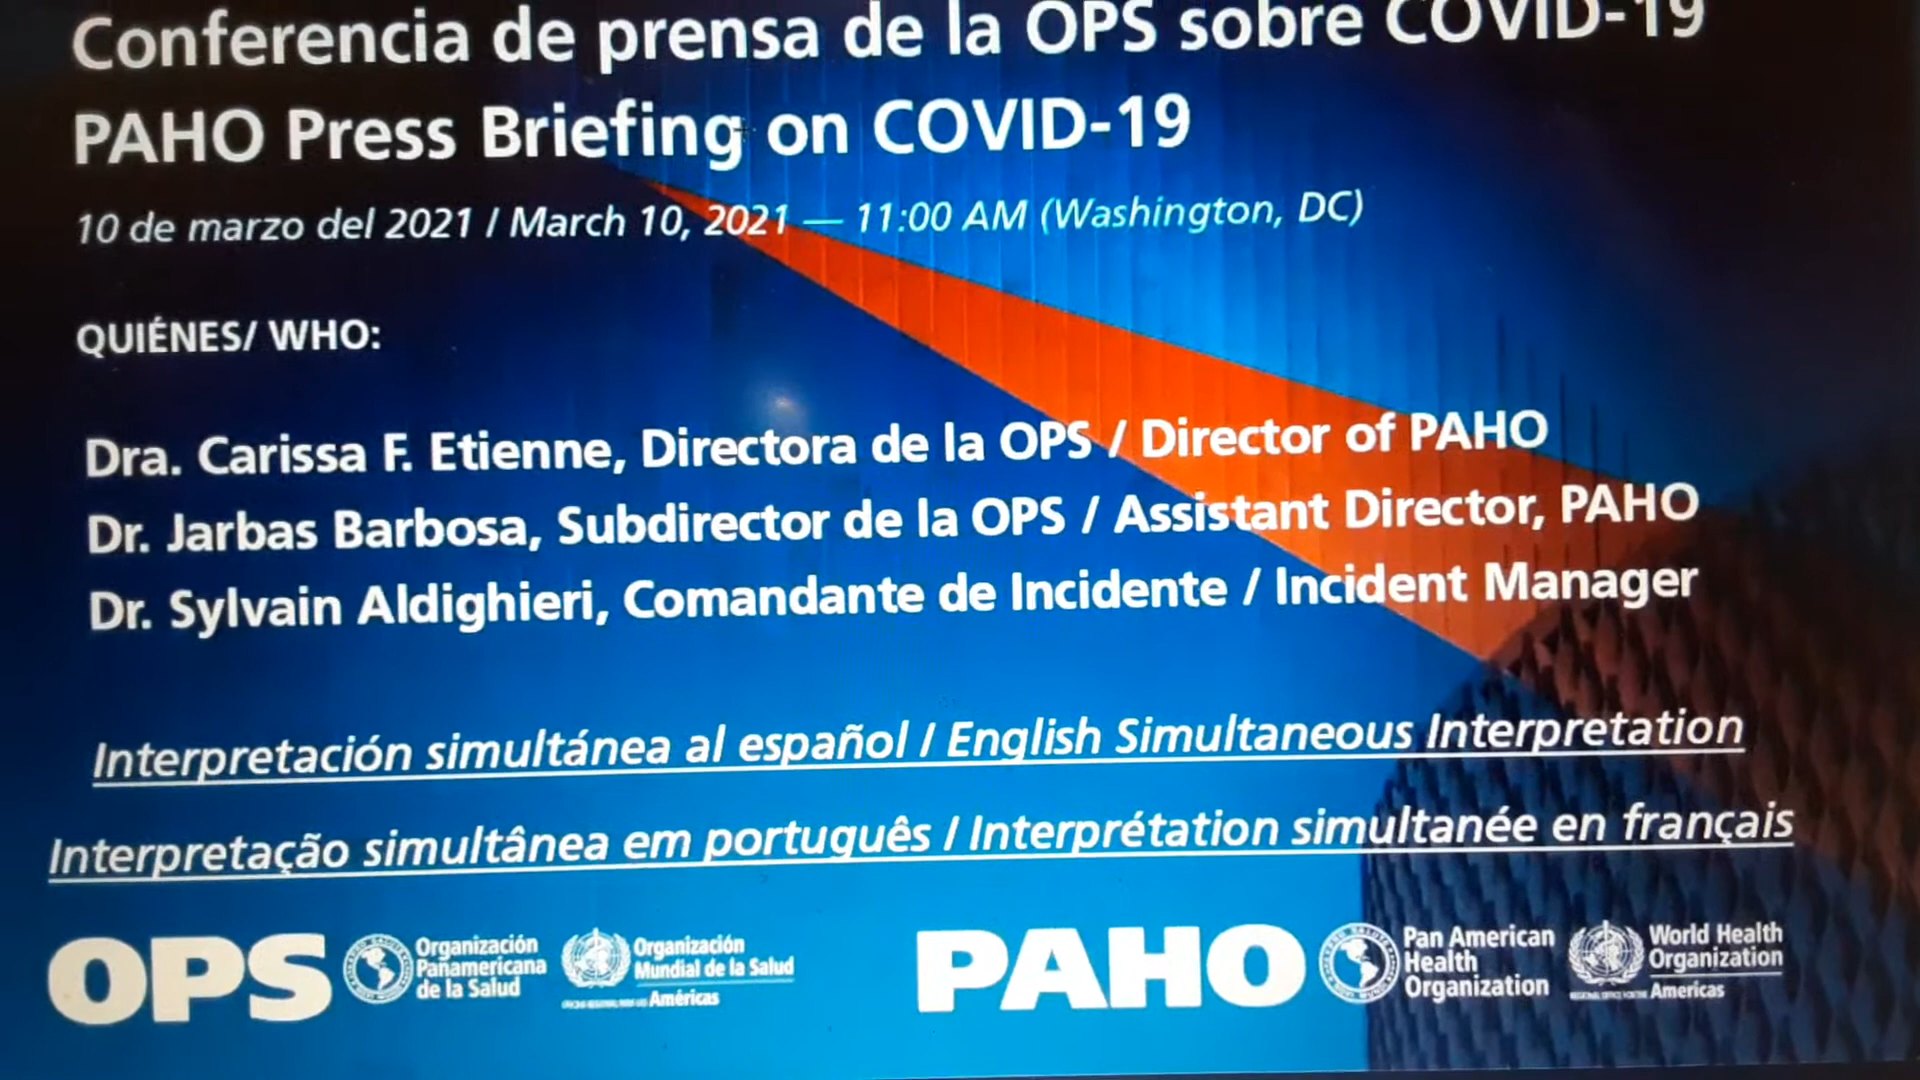 Conferencia de prensa de la OPS sobre COVID-19
PAHO Press Briefing on COVID-19
10 de marzo del 2021 / March 10, 2021 — 11:00 AM (Washington, DC)
QUIÉNES/ WHO:
Dra. Carissa F. Etienne, Directora de la OPS / Director of PAHO
Dr. Jarbas Barbosa, Subdirector de la OPS / Assistant Director, PAHO
Dr. Sylvain Aldighieri, Comandante de Incidente / Incident Manager
Interpretación simultánea al español / English Simultaneous Interpretation
Interpretação simultânea em português / Interprétation simultanée en français
OPS
Organización
Panamericana
de la Salud
Organización
Mundial de la Salud
Américas
PAHO
Pan American
Health
Organization
World Health
Organization
REGIONAL OFFICE FOR THE Americas